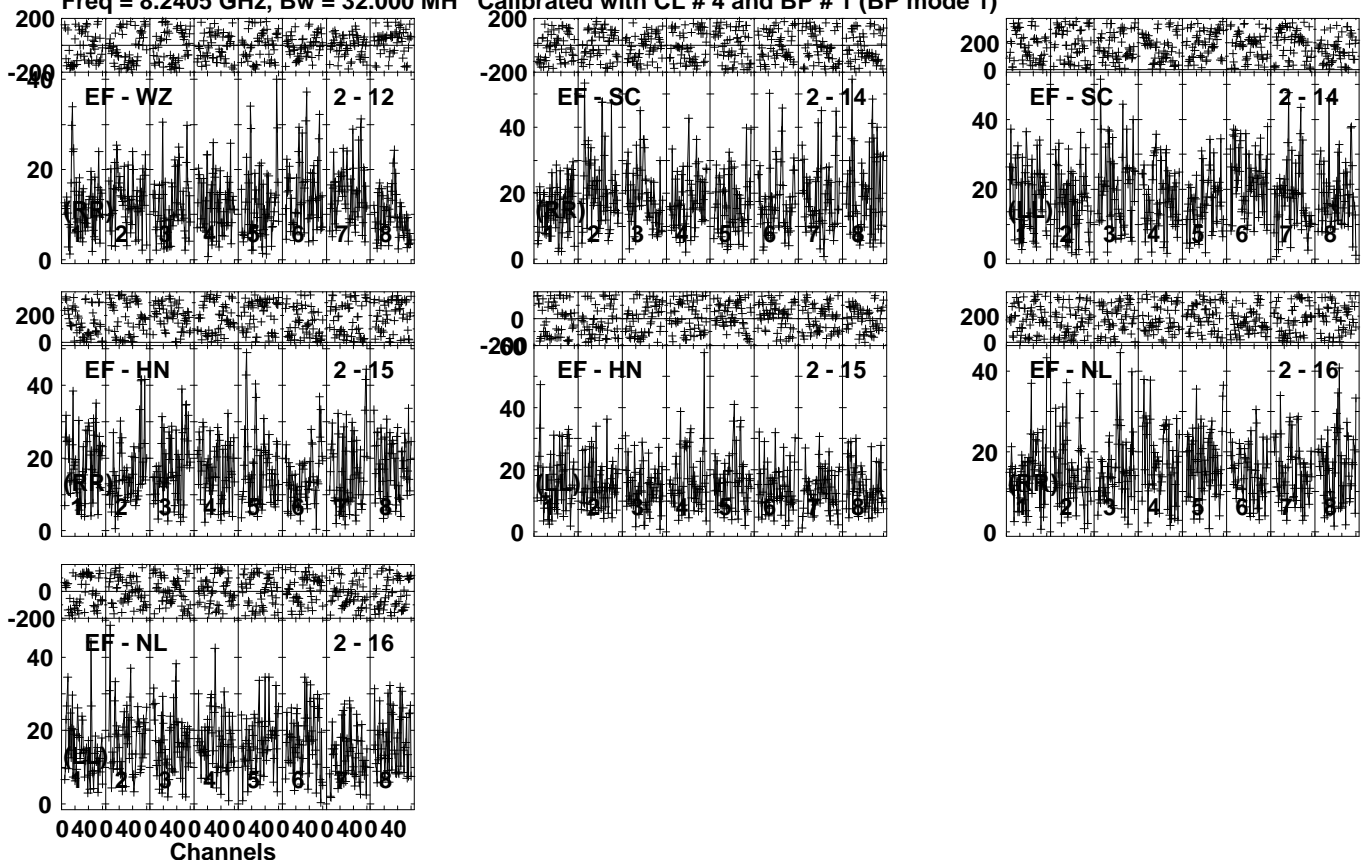 Freq = 8.2405 GHz, Bw = 32.000 MH Calibrated with CL # 4 and BP # 1 (BP mode 1)
200
-200
40
20
0
EF - WZ 2 - 12
(RR)
1 2 3 4 5 6 7 8
200
-200
40
20
0
EF - SC 2 - 14
(RR)
1 2 3 4 5 6 7 8
200
0
40
20
0
EF - SC 2 - 14
(LL)
1 2 3 4 5 6 7 8
200
0
40
20
0
EF - HN 2 - 15
(RR)
1 2 3 4 5 6 7 8
0
-200
60
40
20
0
EF - HN 2 - 15
(LL)
1 2 3 4 5 6 7 8
200
0
40
20
0
EF - NL 2 - 16
(RR)
1 2 3 4 5 6 7 8
0
-200
40
20
0
EF - NL 2 - 16
(LL)
1 2 3 4 5 6 7 8
0 40 0 40 0 40 0 40 0 40 0 40 0 40 0 40
Channels